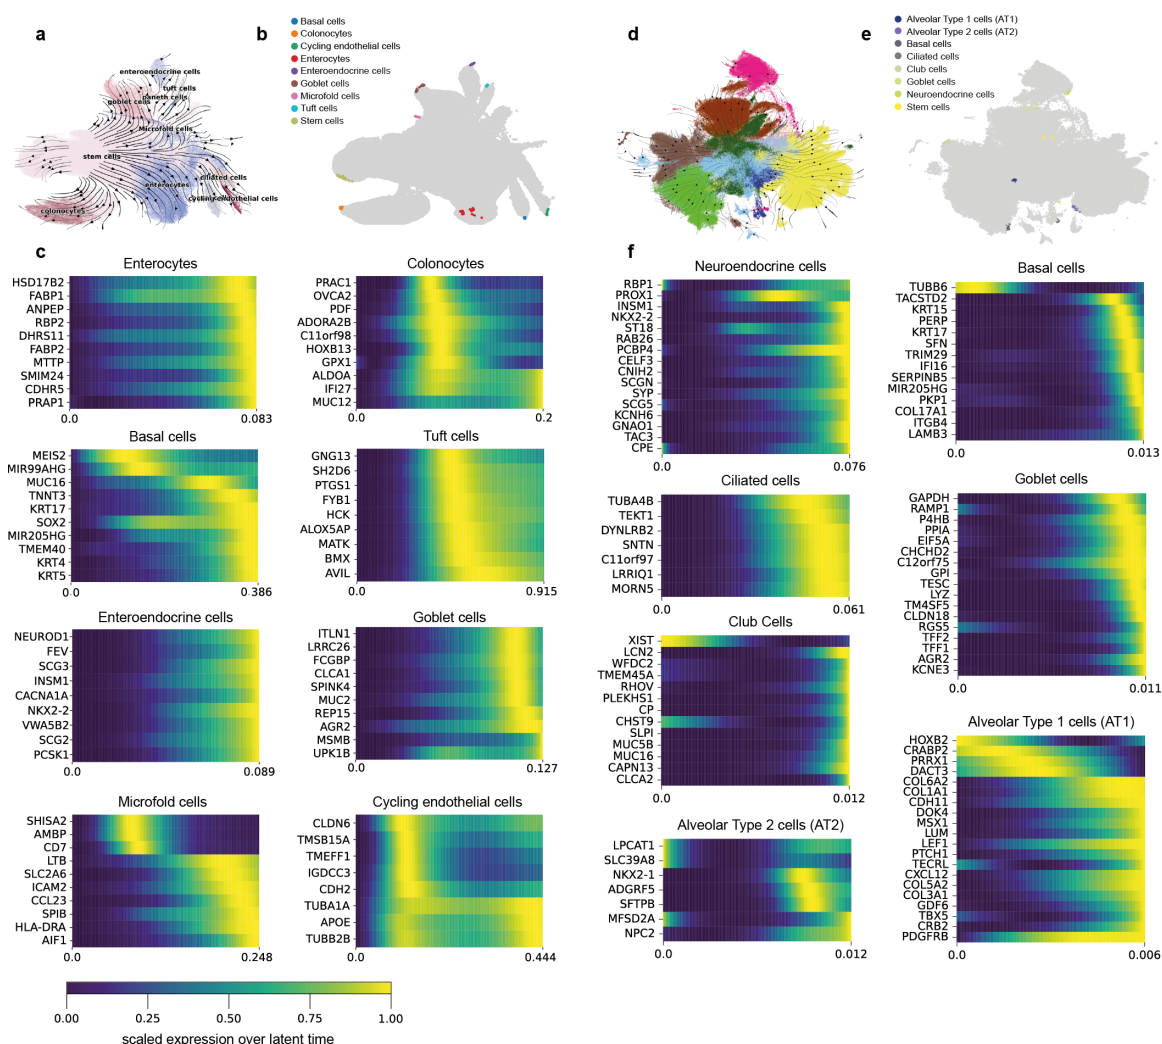 a
enteroendocrine cells
tuft cells
paneth cells
goblet cells
Microfold cells
stem cells
enterocytes
ciliated cells
cycling endothelial cells
colonocytes
b
Basal cells
Colonocytes
Cycling endothelial cells
Enterocytes
Enteroendocrine cells
Goblet cells
Microfold cells
Tuft cells
Stem cells
d
e
Alveolar Type 1 cells (AT1)
Alveolar Type 2 cells (AT2)
Basal cells
Ciliated cells
Club cells
Goblet cells
Neuroendocrine cells
Stem cells
c
Enterocytes
HSD17B2
FABP1
ANPEP
RBP2
DHRS11
FABP2
MTTP
SMIM24
CDHR5
PRAP1
0.0 0.083
Colonocytes
PRAC1
OVCA2
PDF
ADORA2B
C11orf98
HOXB13
GPX1
ALDOA
IFI27
MUC12
0.0 0.2
Basal cells
MEIS2
MIR99AHG
MUC16
TNNT3
KRT17
SOX2
MIR205HG
TMEM40
KRT4
KRT5
0.0 0.386
Tuft cells
GNG13
SH2D6
PTGS1
FYB1
HCK
ALOX5AP
MATK
BMX
AVIL
0.0 0.915
Enteroendocrine cells
NEUROD1
FEV
SCG3
INSM1
CACNA1A
NKX2-2
VWA5B2
SCG2
PCSK1
0.0 0.089
Goblet cells
ITLN1
LRRC26
FCGBP
CLCA1
SPINK4
MUC2
REP15
AGR2
MSMB
UPK1B
0.0 0.127
Microfold cells
SHISA2
AMBP
CD7
LTB
SLC2A6
ICAM2
CCL23
SPIB
HLA-DRA
AIF1
0.0 0.248
Cycling endothelial cells
CLDN6
TMSB15A
TMEFF1
IGDCC3
CDH2
TUBA1A
APOE
TUBB2B
0.0 0.444
0.00 0.25 0.50 0.75 1.00
scaled expression over latent time
f
Neuroendocrine cells
RBP1
PROX1
INSM1
NKX2-2
ST18
RAB26
PCBP4
CELF3
CNIH2
SCGN
SYP
SCG5
KCNH6
GNAO1
TAC3
CPE
0.0 0.076
Basal cells
TUBB6
TACSTD2
KRT15
PERP
KRT17
SFN
TRIM29
IFI16
SERPINB5
MIR205HG
PKP1
COL17A1
ITGB4
LAMB3
0.0 0.013
Ciliated cells
TUBA4B
TEKT1
DYNLRB2
SNTN
C11orf97
LRRIQ1
MORN5
0.0 0.061
Goblet cells
GAPDH
RAMP1
P4HB
PPIA
EIF5A
CHCHD2
C12orf75
GPI
TESC
LYZ
TM4SF5
CLDN18
RGS5
TFF2
TFF1
AGR2
KCNE3
0.0 0.011
Club Cells
XIST
LCN2
WFDC2
TMEM45A
RHOV
PLEKHS1
CP
CHST9
SLPI
MUC5B
MUC16
CAPN13
CLCA2
0.0 0.012
Alveolar Type 2 cells (AT2)
LPCAT1
SLC39A8
NKX2-1
ADGRF5
SFTPB
MFSD2A
NPC2
0.0 0.012
Alveolar Type 1 cells (AT1)
HOXB2
CRABP2
PRRX1
DACT3
COL6A2
COL1A1
CDH11
DOK4
MSX1
LUM
LEF1
PTCH1
TECRL
CXCL12
COL5A2
COL3A1
GDF6
TBX5
CRB2
PDGFRB
0.0 0.006